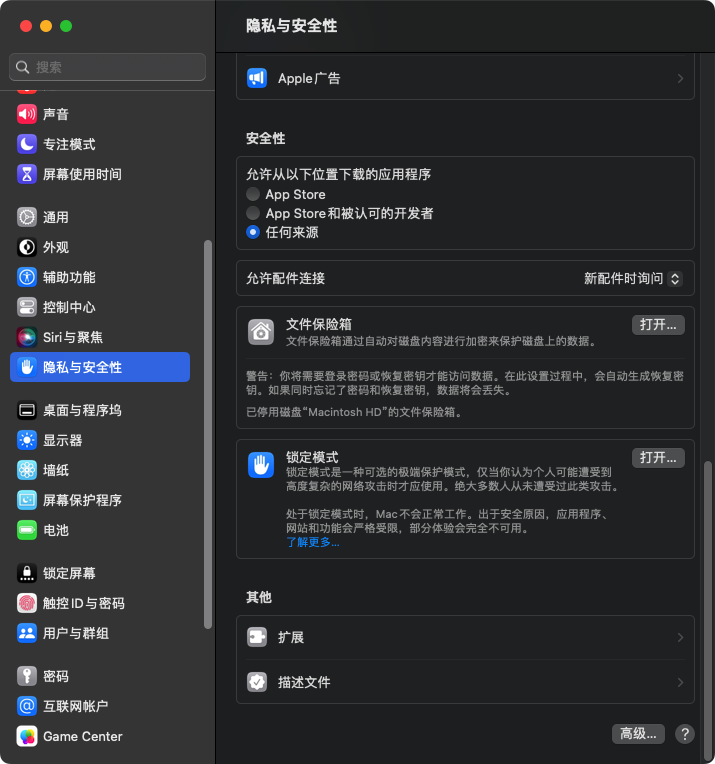 隐私与安全性
搜索
声音
专注模式
屏幕使用时间
通用
外观
辅助功能
控制中心
Siri与聚焦
隐私与安全性
桌面与程序坞
显示器
墙纸
屏幕保护程序
电池
锁定屏幕
触控ID与密码
用户与群组
密码
互联网帐户
Game Center
Apple广告
安全性
允许从以下位置下载的应用程序
App Store
App Store和被认可的开发者
任何来源
允许配件连接
新配件时询问
文件保险箱
打开...
文件保险箱通过自动对磁盘内容进行加密来保护磁盘上的数据。
警告：你将需要登录密码或恢复密钥才能访问数据。在此设置过程中，会自动生成恢复密
钥。如果同时忘记了密码和恢复密钥，数据将会丢失。
已停用磁盘“Macintosh HD”的文件保险箱。
锁定模式
打开...
锁定模式是一种可选的极端保护模式，仅当你认为个人可能遭受到
高度复杂的网络攻击时才应使用。绝大多数人从未遭受过此类攻击。
处于锁定模式时，Mac不会正常工作。出于安全原因，应用程序、
网站和功能会严格受限，部分体验会完全不可用。
了解更多...
其他
扩展
描述文件
高级...
?